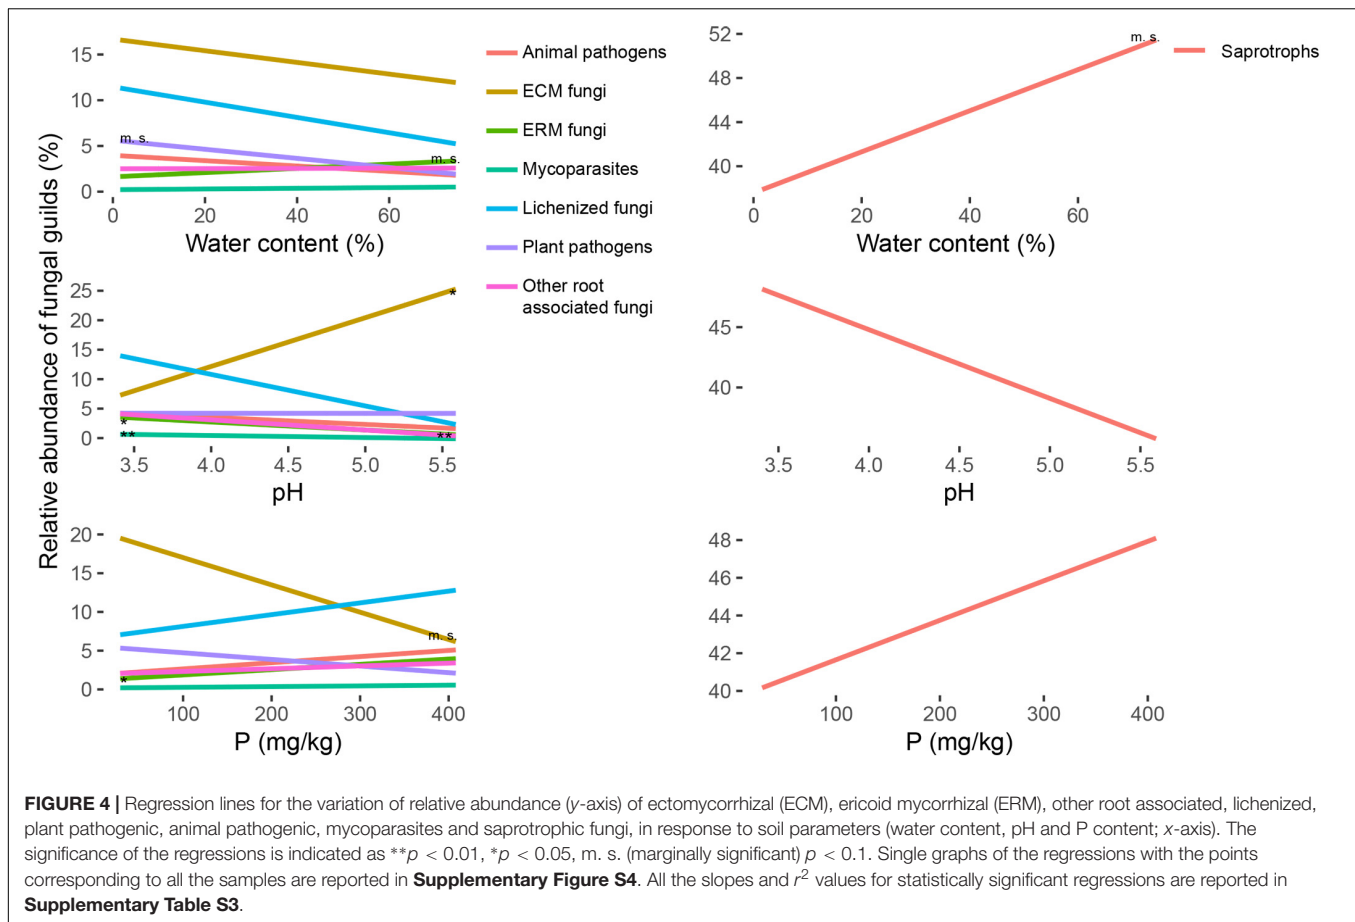 Relative abundance of fungal guilds (%)
15
10
5
0
m. s.
m. s.
0 20 40 60
Water content (%)
Animal pathogens
ECM fungi
ERM fungi
Mycoparasites
Lichenized fungi
Plant pathogens
Other root
associated fungi
52
48
44
40
m. s.
0 20 40 60
Water content (%)
Saprotrophs
25
20
15
10
5
0
*
*
**
**
3.5 4.0 4.5 5.0 5.5
pH
45
40
3.5 4.0 4.5 5.0 5.5
pH
20
15
10
5
0
m. s.
*
100 200 300 400
P (mg/kg)
48
46
44
42
40
100 200 300 400
P (mg/kg)
FIGURE 4 | Regression lines for the variation of relative abundance (y-axis) of ectomycorrhizal (ECM), ericoid mycorrhizal (ERM), other root associated, lichenized,
plant pathogenic, animal pathogenic, mycoparasites and saprotrophic fungi, in response to soil parameters (water content, pH and P content; x-axis). The
significance of the regressions is indicated as **p < 0.01, *p < 0.05, m. s. (marginally significant) p < 0.1. Single graphs of the regressions with the points
corresponding to all the samples are reported in Supplementary Figure S4. All the slopes and r² values for statistically significant regressions are reported in
Supplementary Table S3.